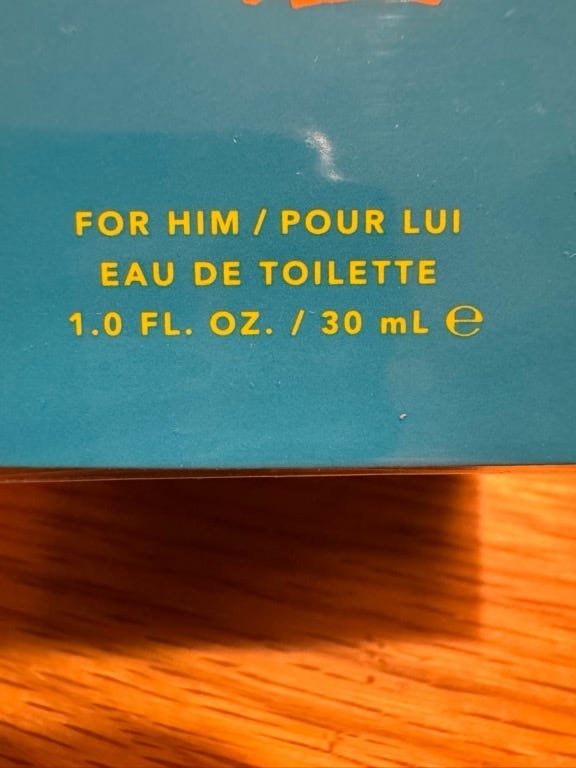 FOR HIM / POUR LUI
EAU DE TOILETTE
1.0 FL. OZ. / 30 mL ℮